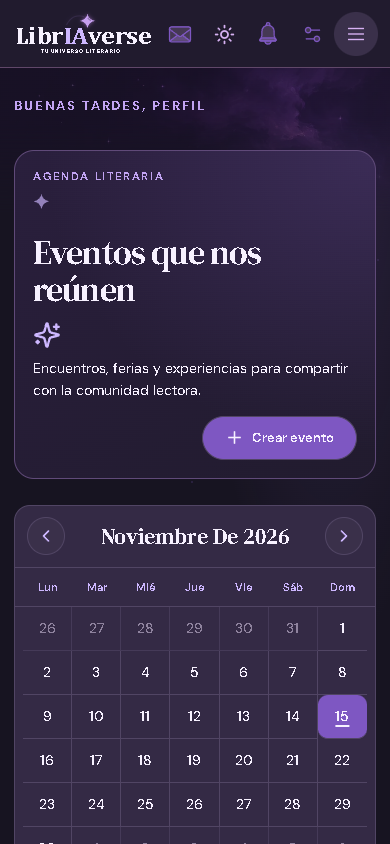 LibrIAverse
TU UNIVERSO LITERARIO
BUENAS TARDES, PERFIL
AGENDA LITERARIA
Eventos que nos
reúnen
Encuentros, ferias y experiencias para compartir
con la comunidad lectora.
Crear evento
Noviembre De 2026
Lun Mar Mié Jue Vie Sáb Dom
26 27 28 29 30 31 1
2 3 4 5 6 7 8
9 10 11 12 13 14 15
16 17 18 19 20 21 22
23 24 25 26 27 28 29